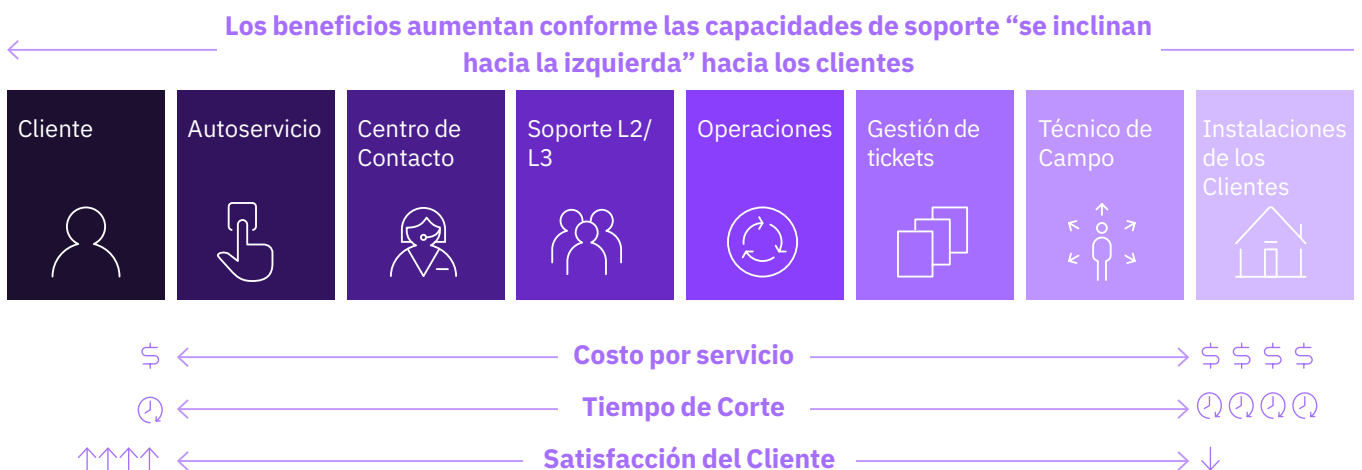 Los beneficios aumentan conforme las capacidades de soporte “se inclinan
hacia la izquierda” hacia los clientes
Cliente
Autoservicio
Centro de
Contacto
Soporte L2/
L3
Operaciones
Gestión de
tickets
Técnico de
Campo
Instalaciones
de los
Clientes
$ Costo por servicio $ $ $ $
Tiempo de Corte
Satisfacción del Cliente